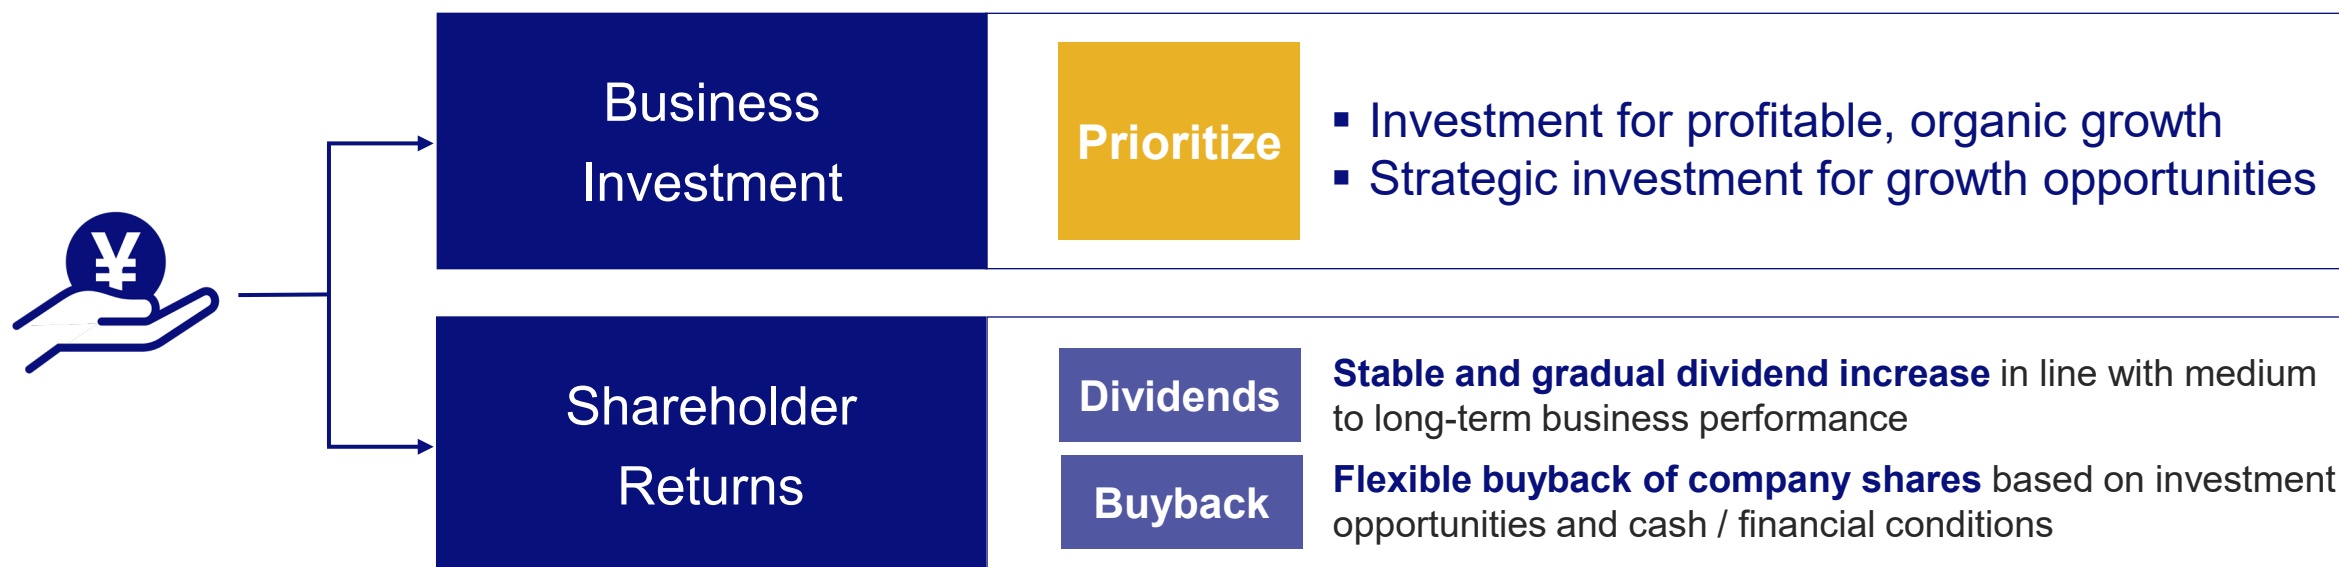 Business
Investment
Prioritize
▪ Investment for profitable, organic growth
▪ Strategic investment for growth opportunities
¥
Shareholder
Returns
Dividends
Stable and gradual dividend increase in line with medium
to long-term business performance
Buyback
Flexible buyback of company shares based on investment
opportunities and cash / financial conditions